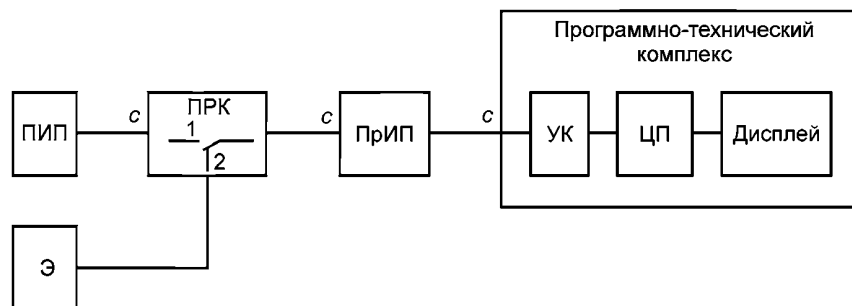 Программно-технический
комплекс
ПРК
ПИП
с
1
2
с
ПрИП
с
УК
ЦП
Дисплей
Э